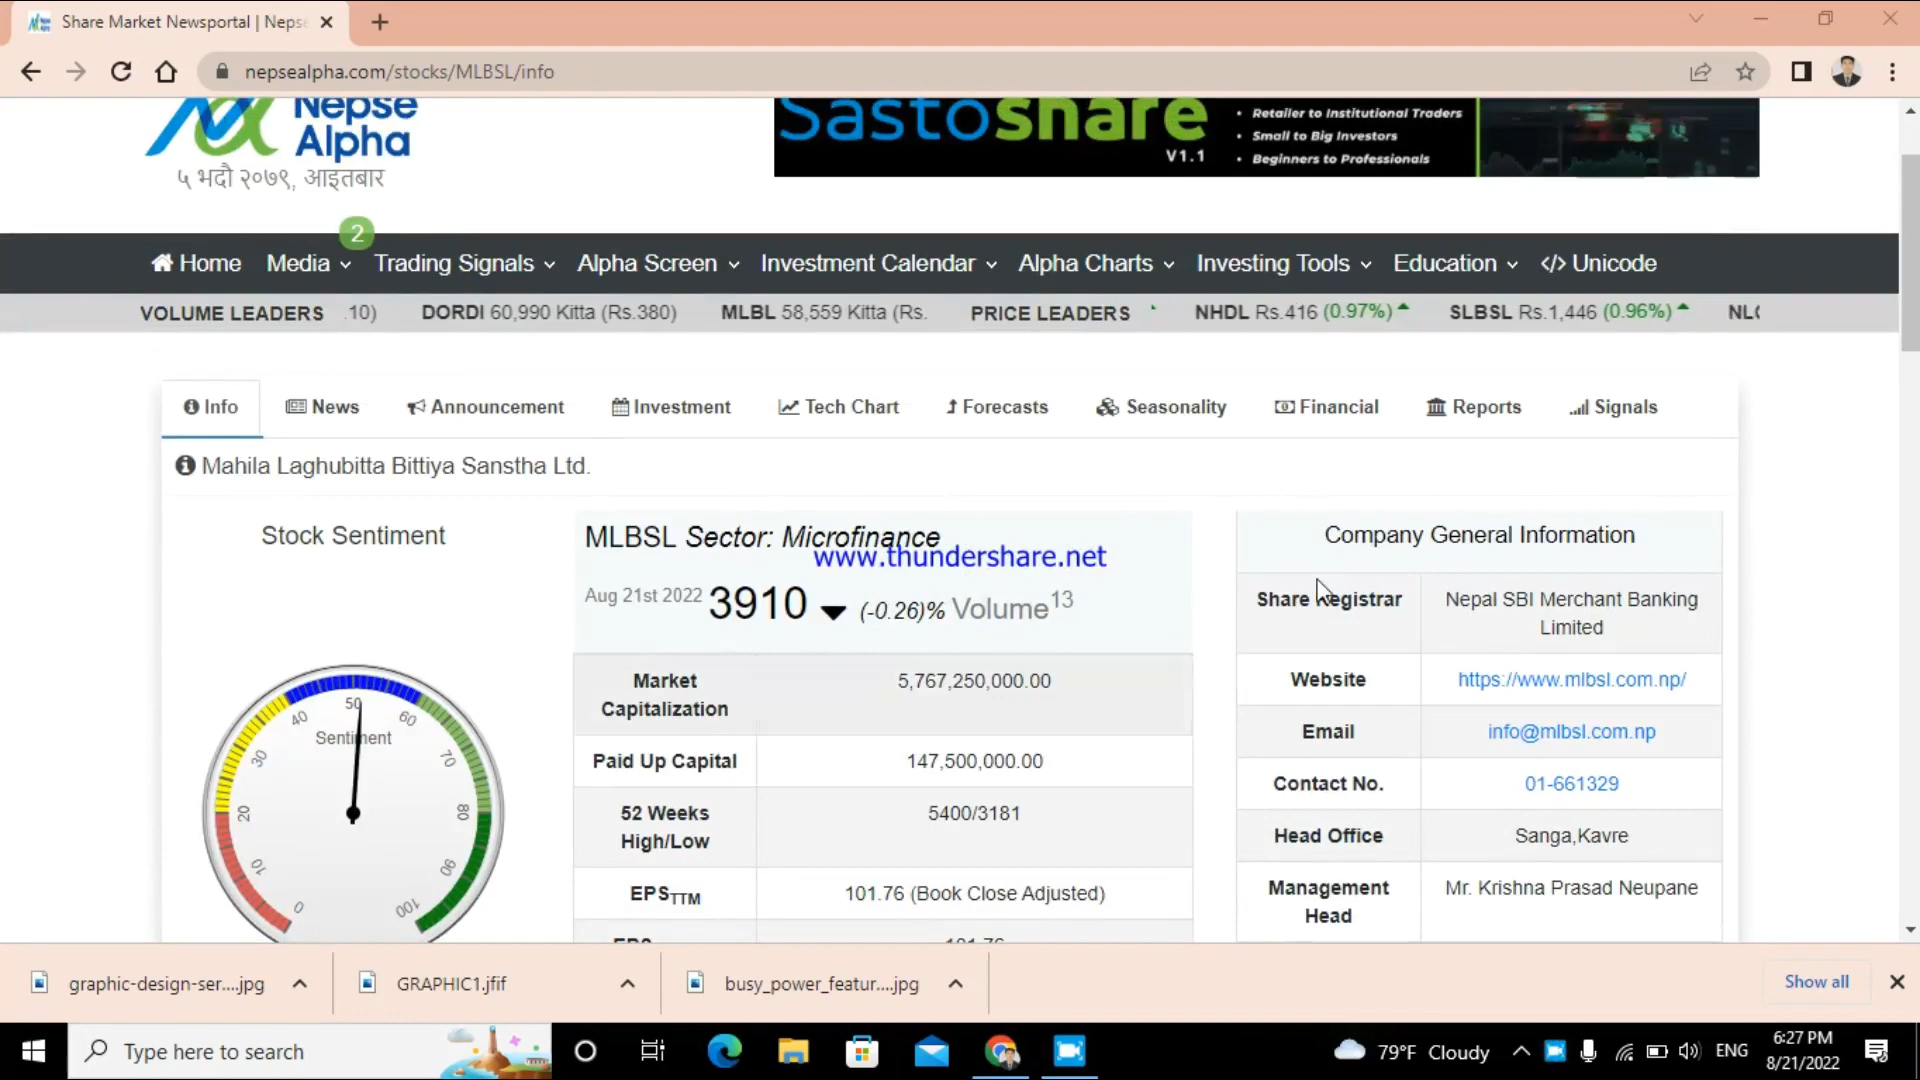 Share Market Newsportal | Nepse
nepsealpha.com/stocks/MLBSL/info
Nepse
Alpha
५ भदौ २०७९, आइतबार
Sastoshare
V1.1
• Retailer to Institutional Traders
• Small to Big Investors
• Beginners to Professionals
2
Home Media Trading Signals Alpha Screen Investment Calendar Alpha Charts Investing Tools Education </> Unicode
VOLUME LEADERS .10) DORDI 60,990 Kitta (Rs.380) MLBL 58,559 Kitta (Rs. PRICE LEADERS NHDL Rs.416 (0.97%) SLBSL Rs.1,446 (0.96%)
Info News Announcement Investment Tech Chart Forecasts Seasonality Financial Reports Signals
Mahila Laghubitta Bittiya Sanstha Ltd.
Stock Sentiment
0 10 20 30 40 50 60 70 80 90 100
Sentiment
MLBSL Sector: Microfinance
www.thundershare.net
Aug 21st 2022 3910 (-0.26)% Volume13
Market Capitalization 5,767,250,000.00
Paid Up Capital 147,500,000.00
52 Weeks High/Low 5400/3181
EPSTTM 101.76 (Book Close Adjusted)
Company General Information
Share Registrar Nepal SBI Merchant Banking Limited
Website https://www.mlbsl.com.np/
Email info@mlbsl.com.np
Contact No. 01-661329
Head Office Sanga,Kavre
Management Head Mr. Krishna Prasad Neupane
graphic-design-ser....jpg GRAPHIC1.jfif busy_power_featur....jpg Show all
Type here to search
79°F Cloudy ENG
6:27 PM
8/21/2022